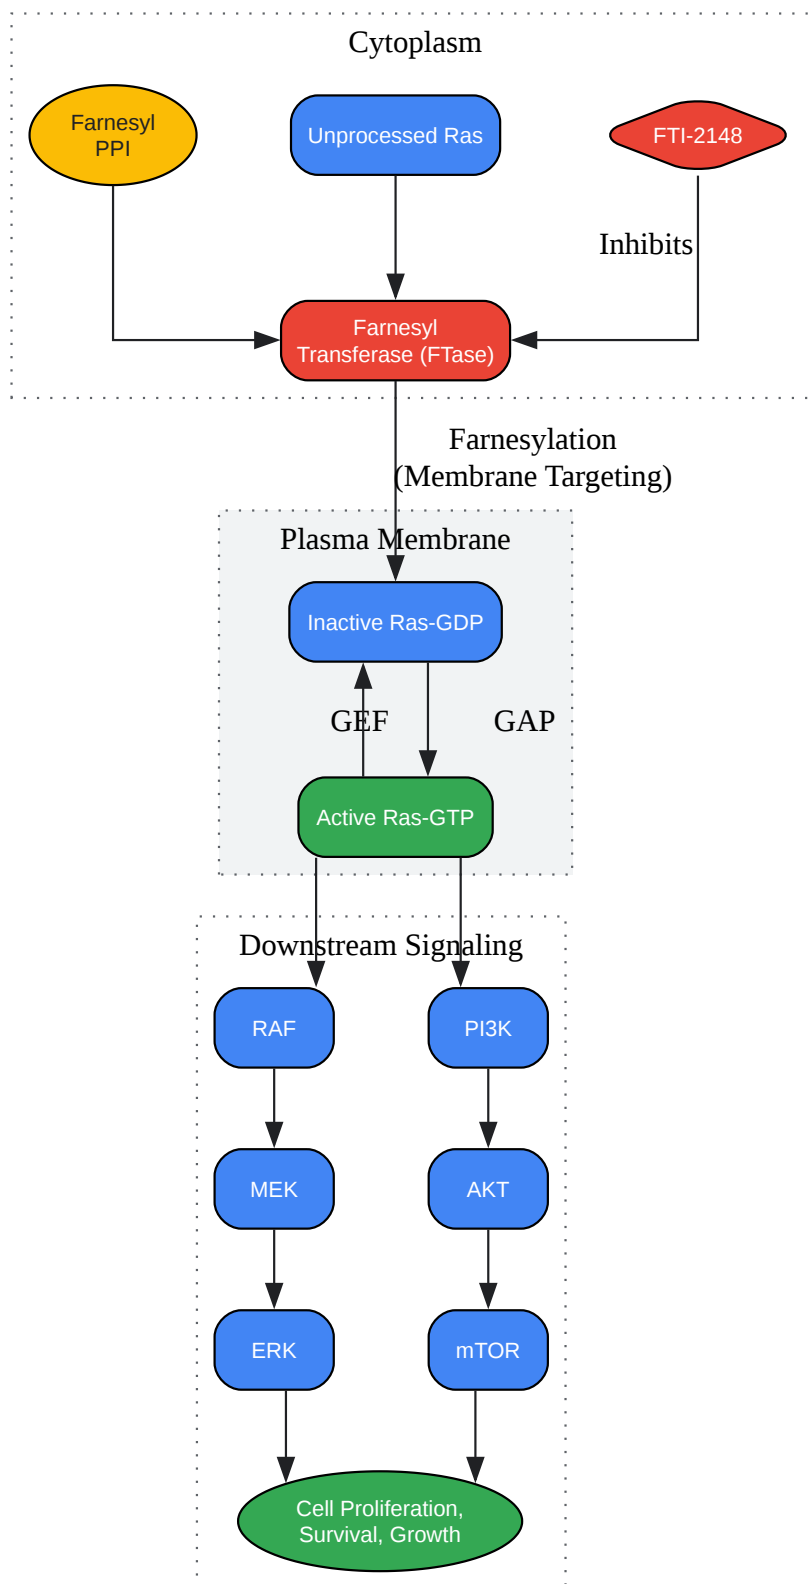 Cytoplasm
Farnesyl
PPI
Unprocessed Ras
FTI-2148
Inhibits
Farnesyl
Transferase (FTase)
Farnesylation
(Membrane Targeting)
Plasma Membrane
Inactive Ras-GDP
GEF
GAP
Active Ras-GTP
Downstream Signaling
RAF
PI3K
MEK
AKT
ERK
mTOR
Cell Proliferation,
Survival, Growth